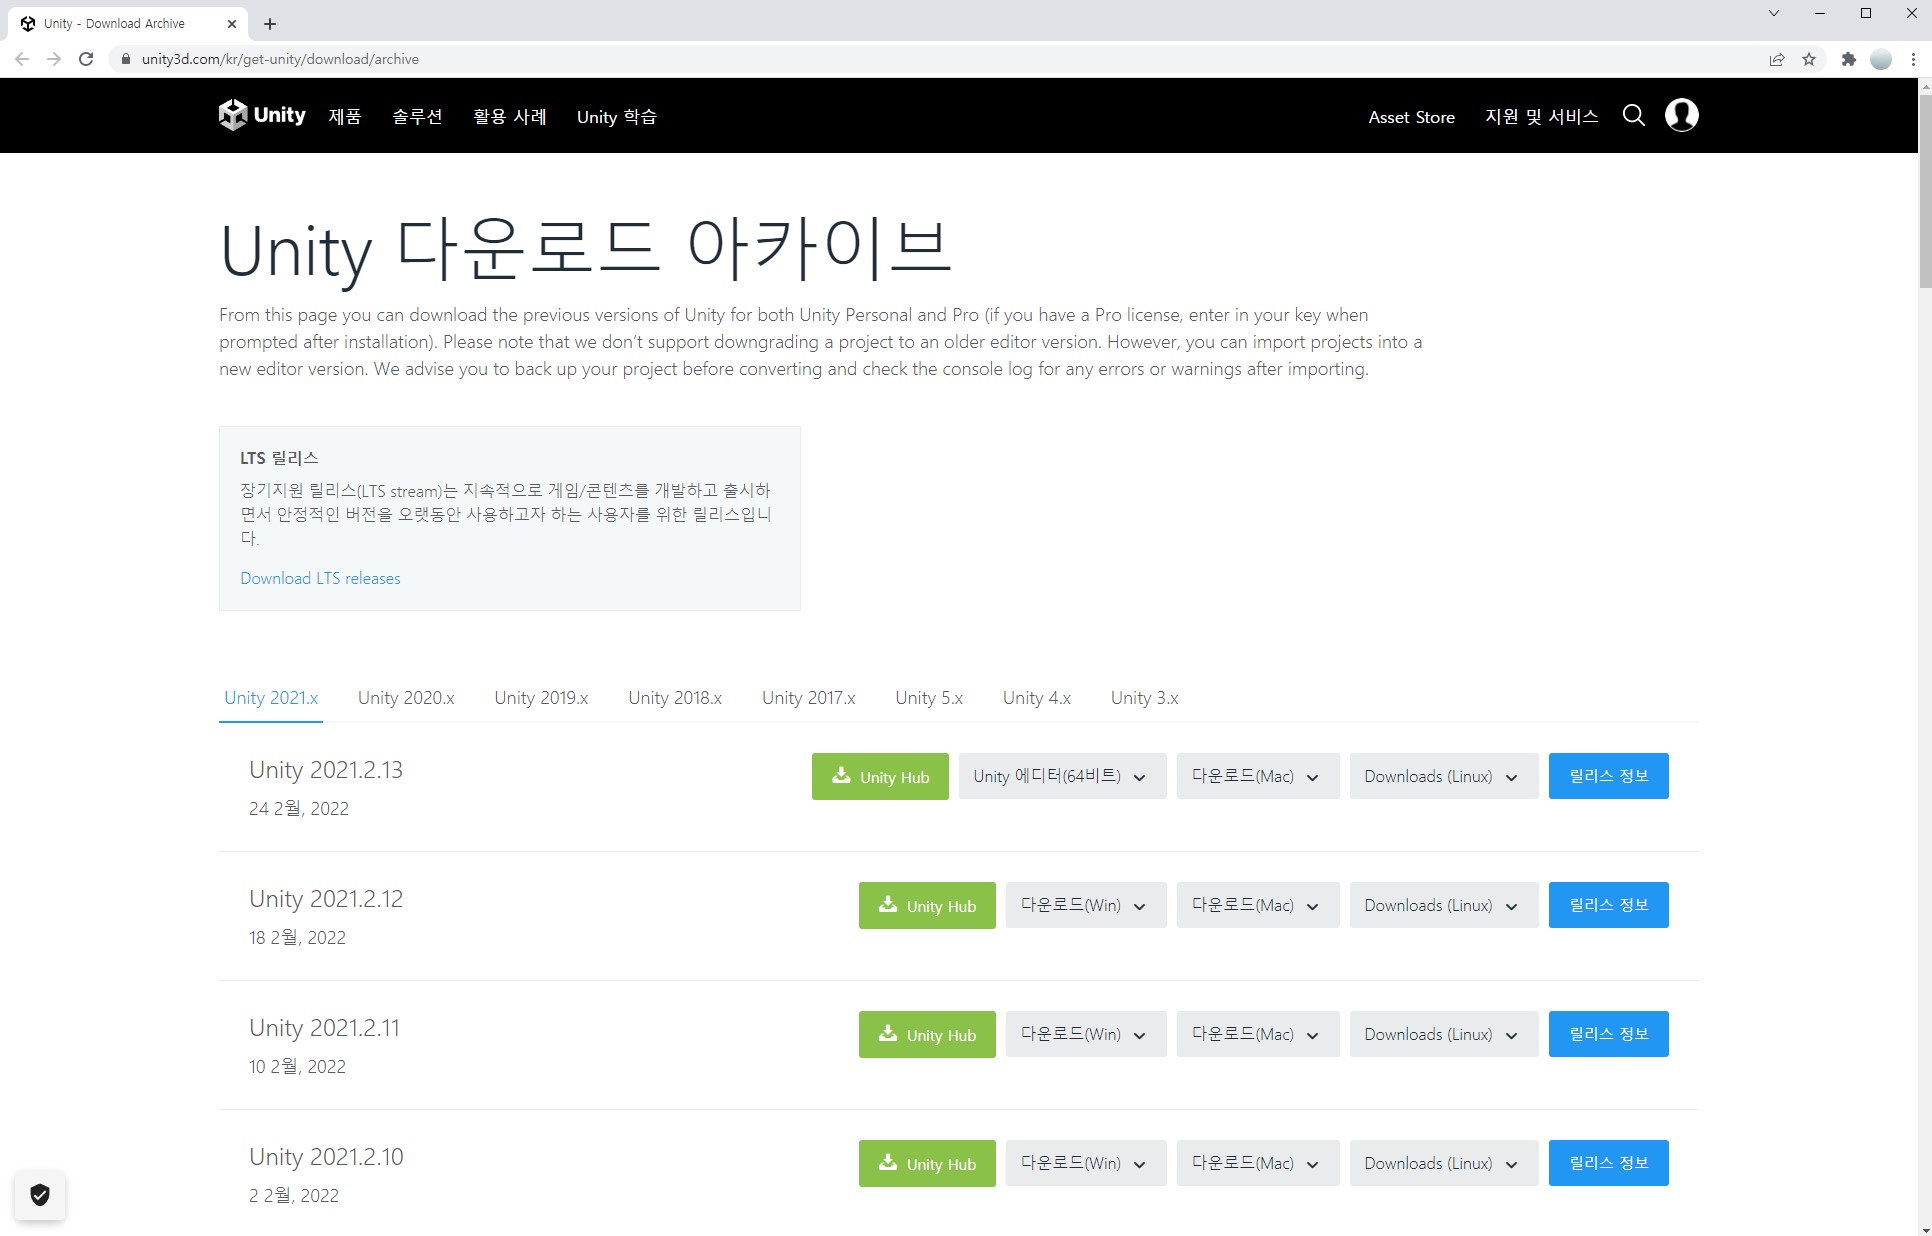 Unity - Download Archive
unity3d.com/kr/get-unity/download/archive
Unity 제품 솔루션 활용 사례 Unity 학습 Asset Store 지원 및 서비스
Unity 다운로드 아카이브
From this page you can download the previous versions of Unity for both Unity Personal and Pro (if you have a Pro license, enter in your key when
prompted after installation). Please note that we don’t support downgrading a project to an older editor version. However, you can import projects into a
new editor version. We advise you to back up your project before converting and check the console log for any errors or warnings after importing.
LTS 릴리스
장기지원 릴리스(LTS stream)는 지속적으로 게임/콘텐츠를 개발하고 출시하
면서 안정적인 버전을 오랫동안 사용하고자 하는 사용자를 위한 릴리스입니
다.
Download LTS releases
Unity 2021.x Unity 2020.x Unity 2019.x Unity 2018.x Unity 2017.x Unity 5.x Unity 4.x Unity 3.x
Unity 2021.2.13 Unity Hub Unity 에디터(64비트) 다운로드(Mac) Downloads (Linux) 릴리스 정보
24 2월, 2022
Unity 2021.2.12 Unity Hub 다운로드(Win) 다운로드(Mac) Downloads (Linux) 릴리스 정보
18 2월, 2022
Unity 2021.2.11 Unity Hub 다운로드(Win) 다운로드(Mac) Downloads (Linux) 릴리스 정보
10 2월, 2022
Unity 2021.2.10 Unity Hub 다운로드(Win) 다운로드(Mac) Downloads (Linux) 릴리스 정보
2 2월, 2022